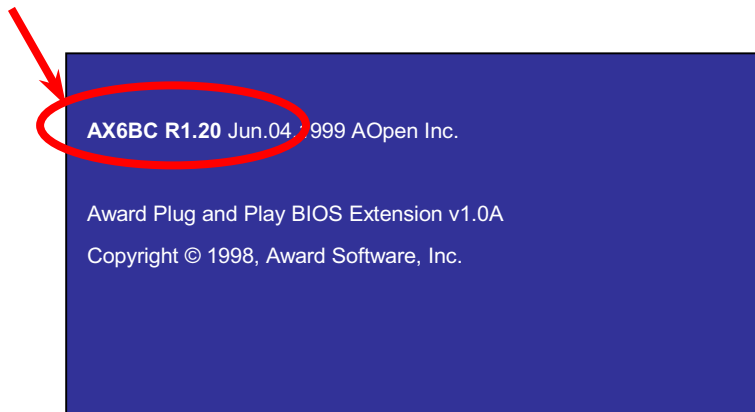 AX6BC R1.20 Jun.04.1999 AOpen Inc.
Award Plug and Play BIOS Extension v1.0A
Copyright © 1998, Award Software, Inc.